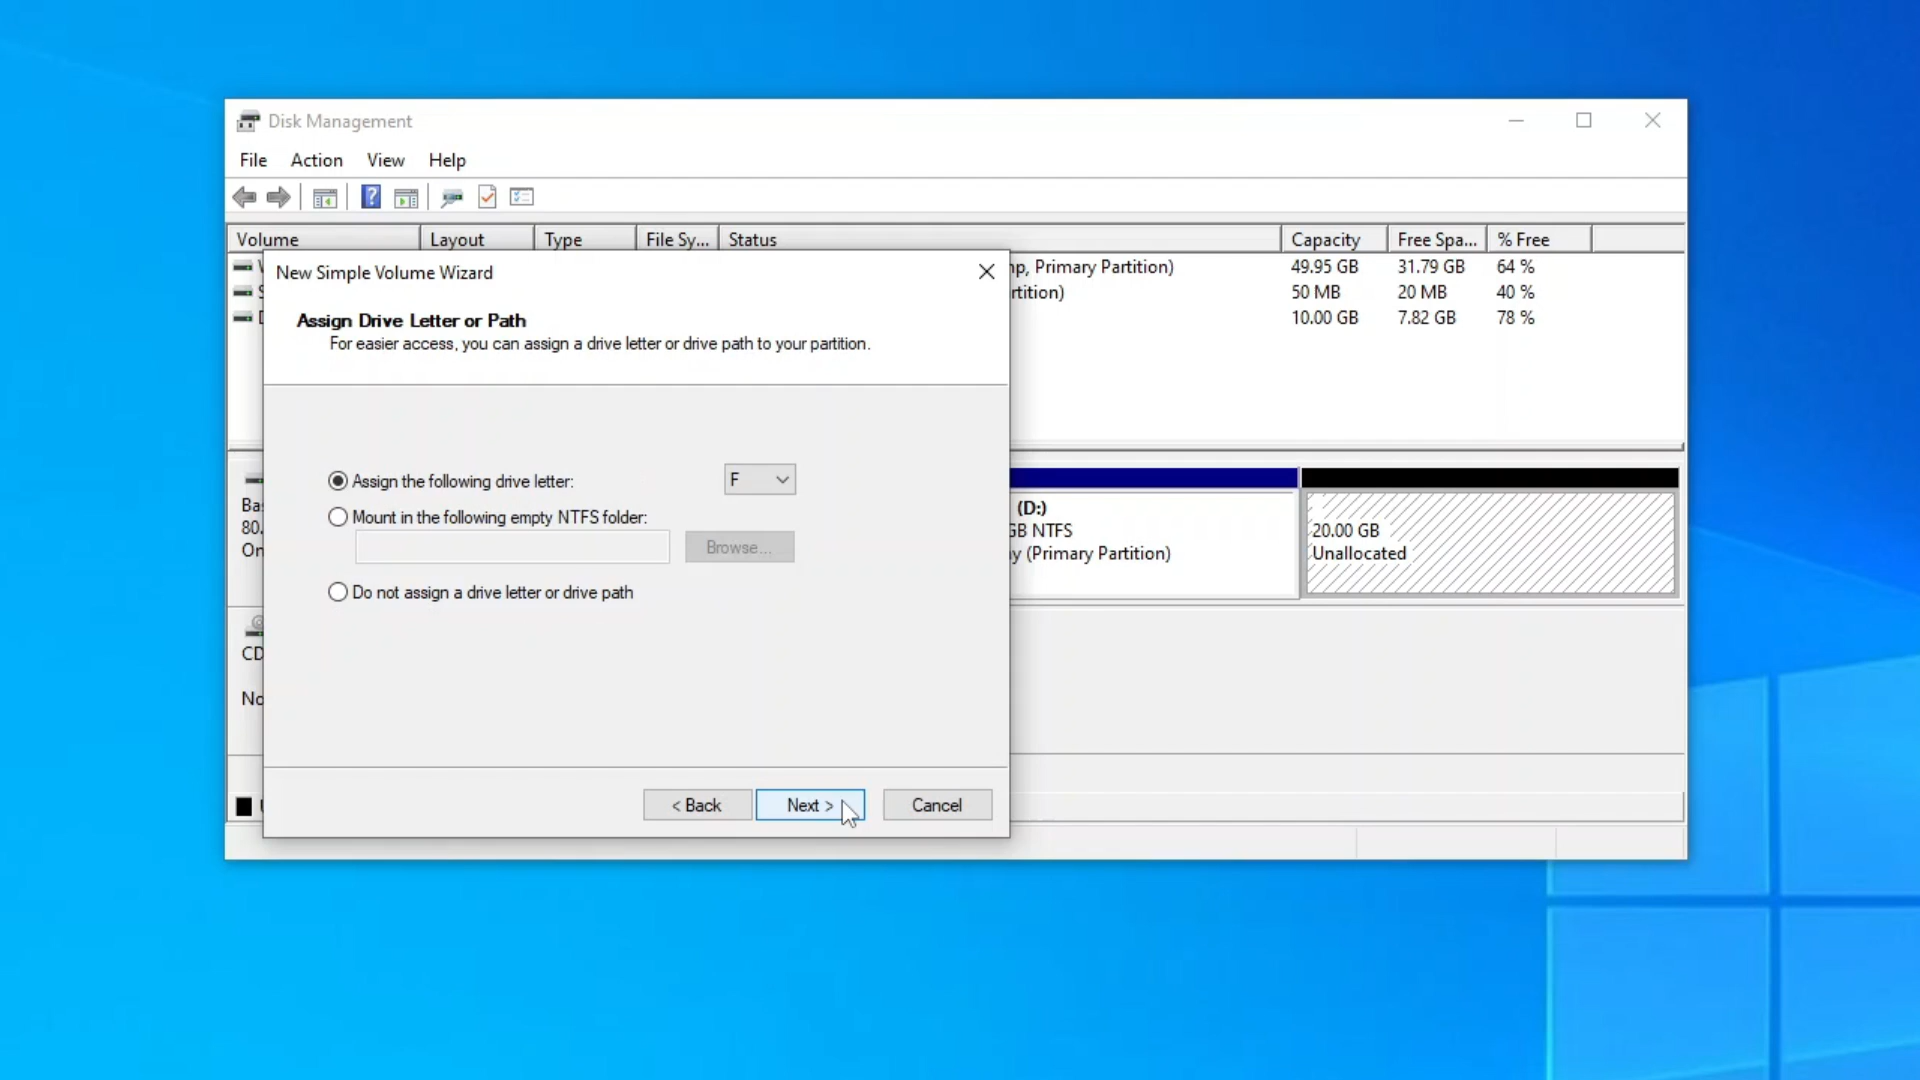 Disk Management
File Action View Help
Volume Layout Type File Sy... Status Capacity Free Spa... % Free
New Simple Volume Wizard
Primary Partition) 49.95 GB 31.79 GB 64 %
50 MB 20 MB 40 %
10.00 GB 7.82 GB 78 %
Assign Drive Letter or Path
For easier access, you can assign a drive letter or drive path to your partition.
Assign the following drive letter: F
Mount in the following empty NTFS folder:
Browse...
Do not assign a drive letter or drive path
< Back Next > Cancel
80.
CD
(D:)
GB NTFS
(Primary Partition)
20.00 GB
Unallocated